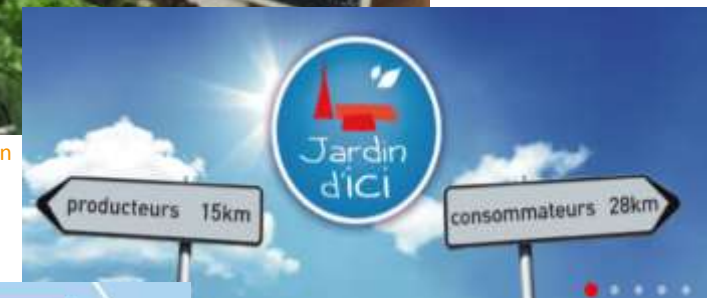 n
Jardin
d'ici
producteurs 15km
consommateurs 28km